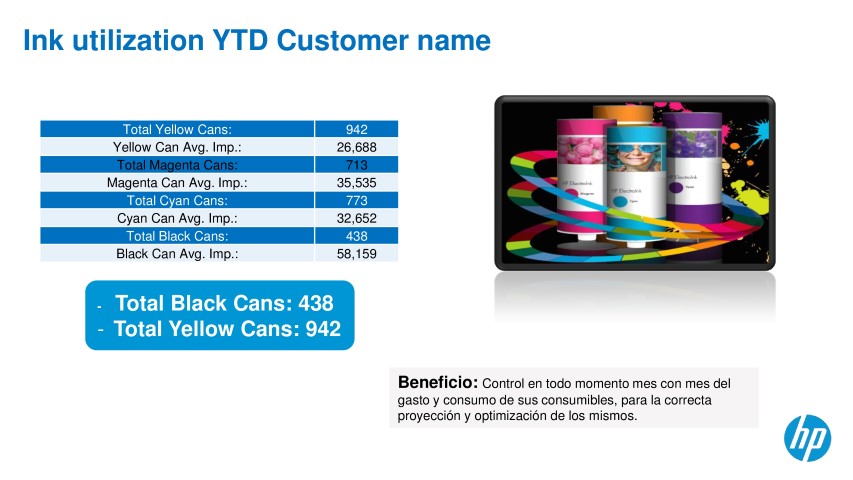 Ink utilization YTD Customer name
Total Yellow Cans: 942
Yellow Can Avg. Imp.: 26,688
Total Magenta Cans: 713
Magenta Can Avg. Imp.: 35,535
Total Cyan Cans: 773
Cyan Can Avg. Imp.: 32,652
Total Black Cans: 438
Black Can Avg. Imp.: 58,159
- Total Black Cans: 438
- Total Yellow Cans: 942
HP ElectroInk
Magenta
HP ElectroInk
Cyan
Beneficio: Control en todo momento mes con mes del
gasto y consumo de sus consumibles, para la correcta
proyección y optimización de los mismos.
hp